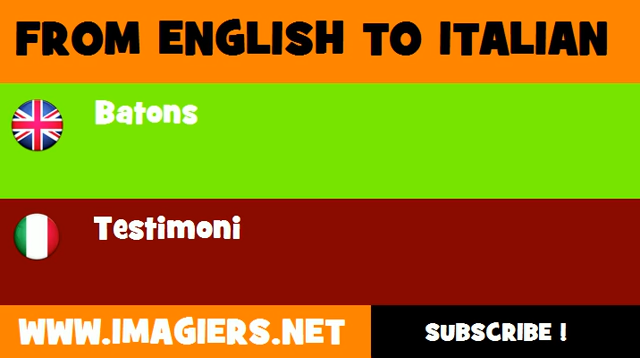 FROM ENGLISH TO ITALIAN
Batons
Testimoni
WWW.IMAGIERS.NET
SUBSCRIBE !